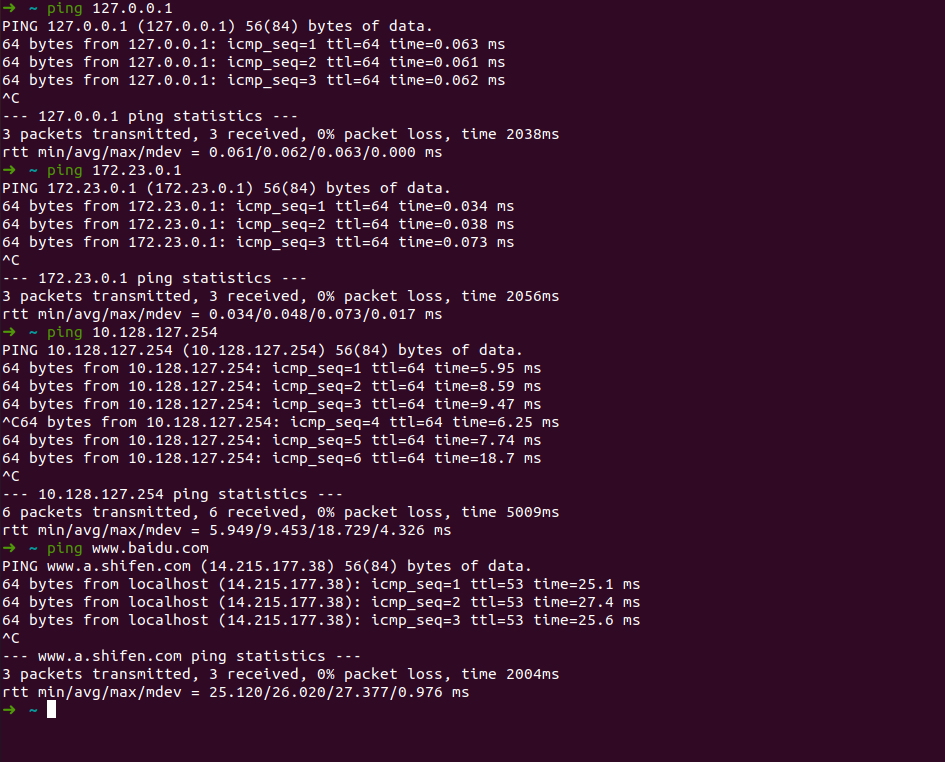 ➜ ~ ping 127.0.0.1
PING 127.0.0.1 (127.0.0.1) 56(84) bytes of data.
64 bytes from 127.0.0.1: icmp_seq=1 ttl=64 time=0.063 ms
64 bytes from 127.0.0.1: icmp_seq=2 ttl=64 time=0.061 ms
64 bytes from 127.0.0.1: icmp_seq=3 ttl=64 time=0.062 ms
^C
--- 127.0.0.1 ping statistics ---
3 packets transmitted, 3 received, 0% packet loss, time 2038ms
rtt min/avg/max/mdev = 0.061/0.062/0.063/0.000 ms
➜ ~ ping 172.23.0.1
PING 172.23.0.1 (172.23.0.1) 56(84) bytes of data.
64 bytes from 172.23.0.1: icmp_seq=1 ttl=64 time=0.034 ms
64 bytes from 172.23.0.1: icmp_seq=2 ttl=64 time=0.038 ms
64 bytes from 172.23.0.1: icmp_seq=3 ttl=64 time=0.073 ms
^C
--- 172.23.0.1 ping statistics ---
3 packets transmitted, 3 received, 0% packet loss, time 2056ms
rtt min/avg/max/mdev = 0.034/0.048/0.073/0.017 ms
➜ ~ ping 10.128.127.254
PING 10.128.127.254 (10.128.127.254) 56(84) bytes of data.
64 bytes from 10.128.127.254: icmp_seq=1 ttl=64 time=5.95 ms
64 bytes from 10.128.127.254: icmp_seq=2 ttl=64 time=8.59 ms
64 bytes from 10.128.127.254: icmp_seq=3 ttl=64 time=9.47 ms
^C64 bytes from 10.128.127.254: icmp_seq=4 ttl=64 time=6.25 ms
64 bytes from 10.128.127.254: icmp_seq=5 ttl=64 time=7.74 ms
64 bytes from 10.128.127.254: icmp_seq=6 ttl=64 time=18.7 ms
^C
--- 10.128.127.254 ping statistics ---
6 packets transmitted, 6 received, 0% packet loss, time 5009ms
rtt min/avg/max/mdev = 5.949/9.453/18.729/4.326 ms
➜ ~ ping www.baidu.com
PING www.a.shifen.com (14.215.177.38) 56(84) bytes of data.
64 bytes from localhost (14.215.177.38): icmp_seq=1 ttl=53 time=25.1 ms
64 bytes from localhost (14.215.177.38): icmp_seq=2 ttl=53 time=27.4 ms
64 bytes from localhost (14.215.177.38): icmp_seq=3 ttl=53 time=25.6 ms
^C
--- www.a.shifen.com ping statistics ---
3 packets transmitted, 3 received, 0% packet loss, time 2004ms
rtt min/avg/max/mdev = 25.120/26.020/27.377/0.976 ms
➜ ~